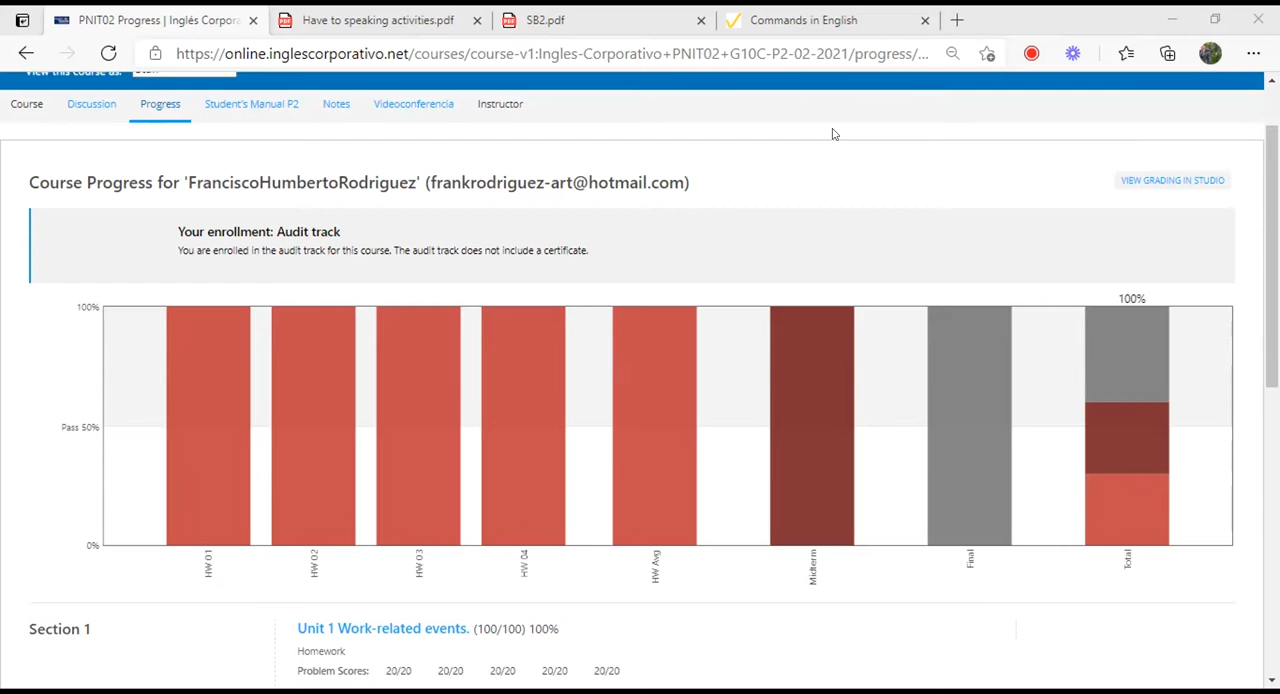 PNIT02 Progress | Inglés Corpora
Have to speaking activities.pdf
SB2.pdf
Commands in English
https://online.inglescorporativo.net/courses/course-v1:Ingles-Corporativo+PNIT02+G10C-P2-02-2021/progress/...
View this course as:
Course Discussion Progress Student's Manual P2 Notes Videoconferencia Instructor
Course Progress for 'FranciscoHumbertoRodriguez' (frankrodriguez-art@hotmail.com)
VIEW GRADING IN STUDIO
Your enrollment: Audit track
You are enrolled in the audit track for this course. The audit track does not include a certificate.
100%
100%
Pass 50%
0%
HW 01
HW 02
HW 03
HW 04
HW Avg
Midterm
Final
Total
Section 1
Unit 1 Work-related events. (100/100) 100%
Homework
Problem Scores: 20/20 20/20 20/20 20/20 20/20